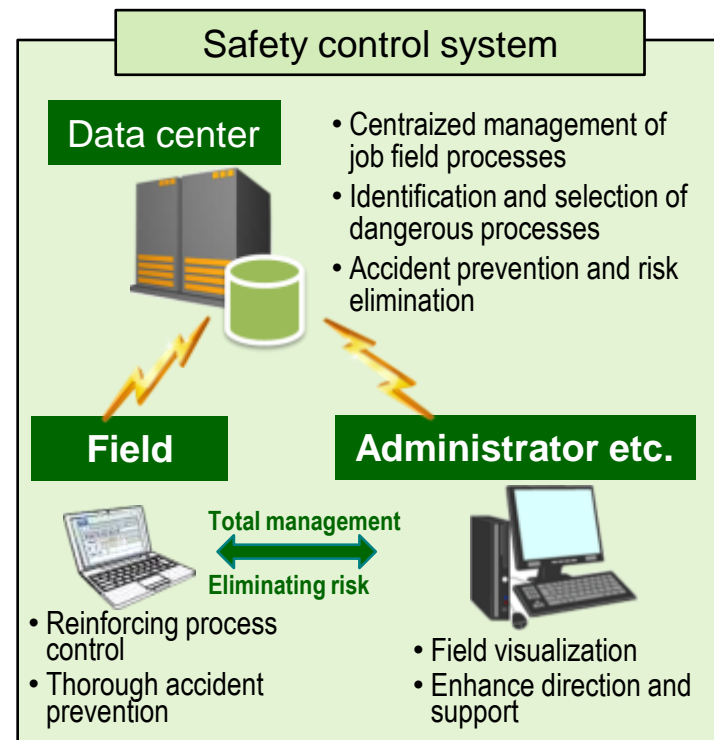 Safety control system
Data center
• Centraized management of
job field processes
• Identification and selection of
dangerous processes
• Accident prevention and risk
elimination
Field
Administrator etc.
Total management
Eliminating risk
• Reinforcing process
control
• Thorough accident
prevention
• Field visualization
• Enhance direction and
support